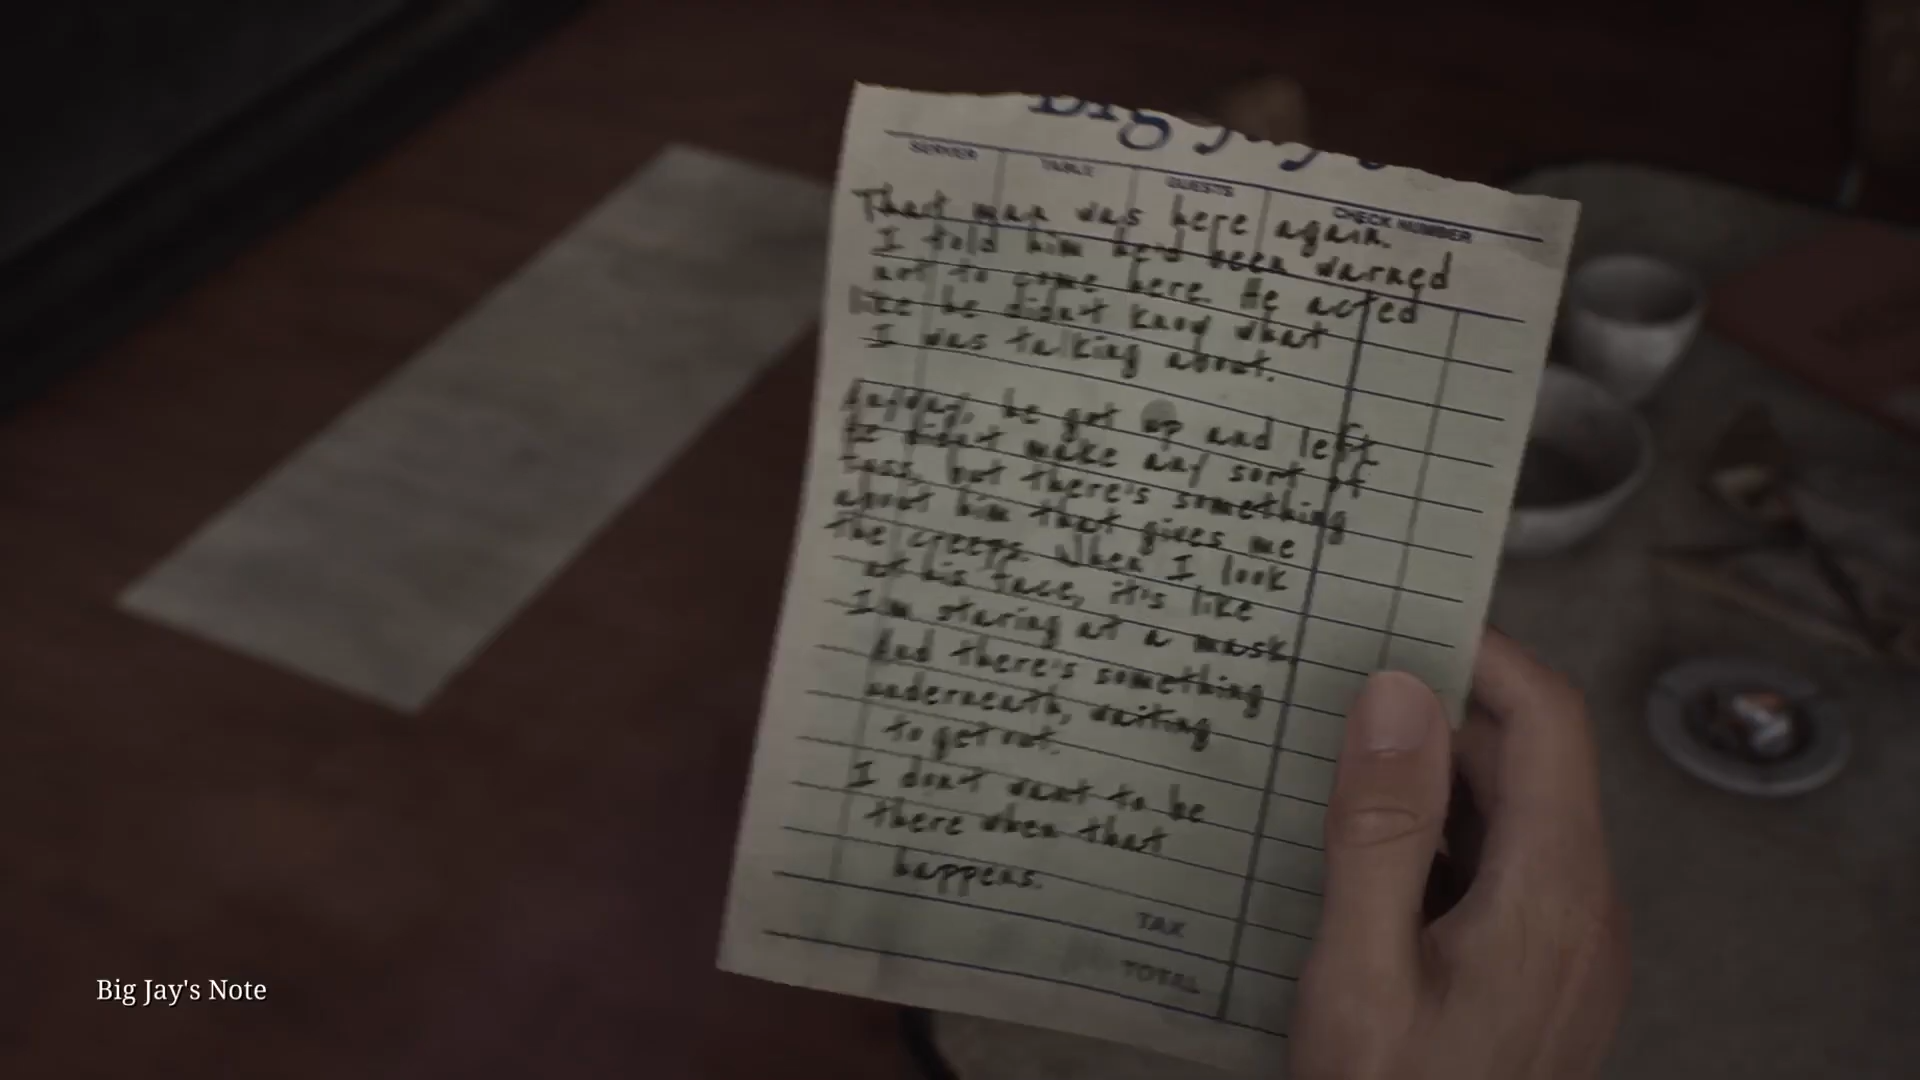 Big Jay's
SERVER TABLE GUESTS CHECK NUMBER
That man was here again.
I told him he'd been warned
not to come here. He acted
like he didn't know what
I was talking about.
Anyway, he got up and left
He didn't make any sort of
fuss, but there's something
about him that gives me
the creeps. When I look
at his face, it's like
I'm staring at a mask.
And there's something
underneath, waiting
to get out.
I don't want to be
there when that
happens.
TAX
TOTAL
Big Jay's Note